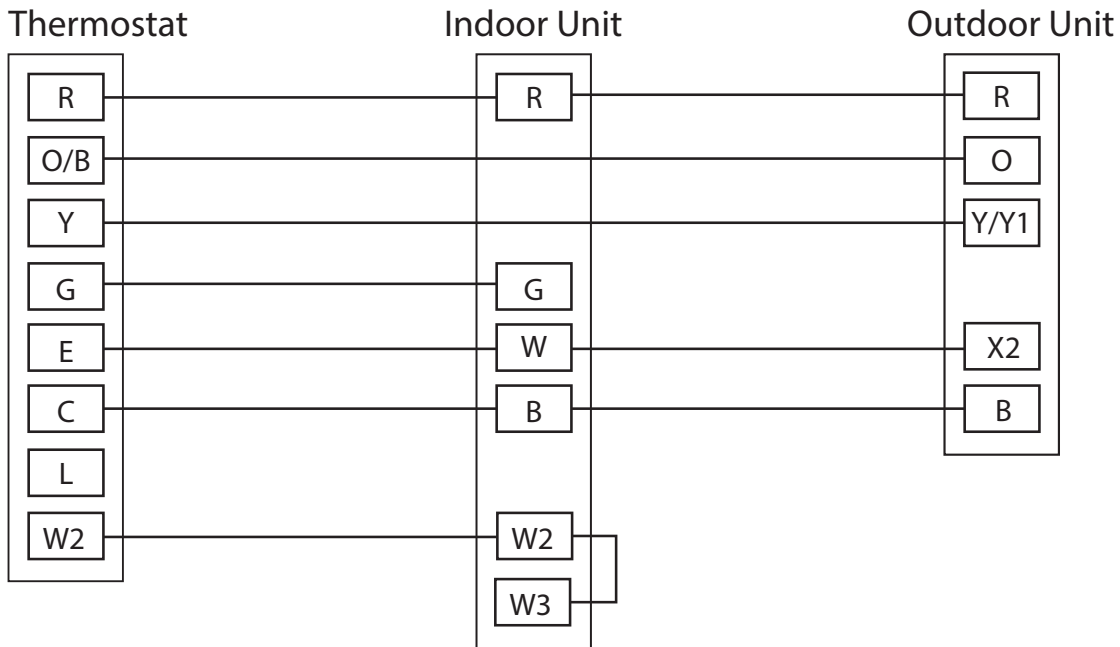 Thermostat Indoor Unit Outdoor Unit
R R R
O/B O
Y Y/Y1
G G
E W X2
C B B
L
W2 W2
W3